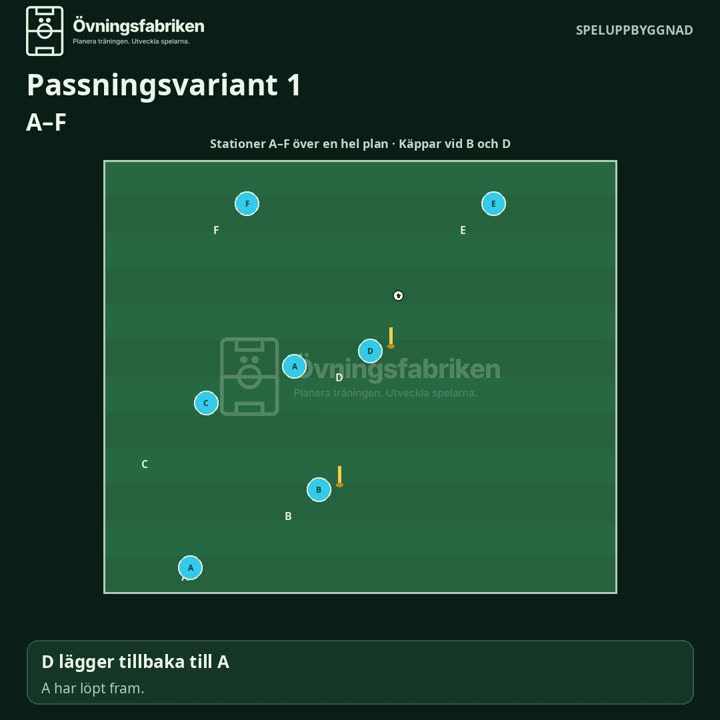 Övningsfabriken
Planera träningen. Utveckla spelarna.
SPELUPPBYGGNAD
Passningsvariant 1
A–F
Stationer A–F över en hel plan · Käppar vid B och D
F
E
F
E
D
A
Övningsfabriken
D
Planera träningen. Utveckla spelarna.
C
C
B
B
A
A
D lägger tillbaka till A
A har löpt fram.